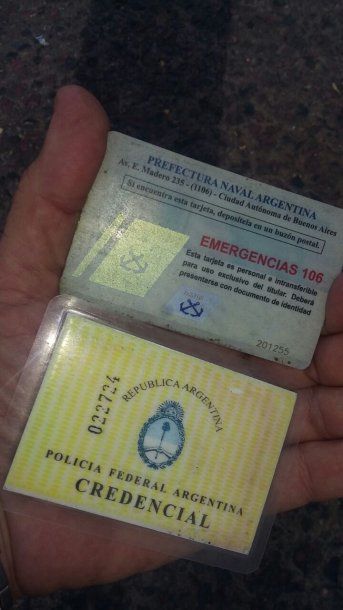 PREFECTURA NAVAL ARGENTINA
Av. E. Madero 235 - (1106) - Ciudad Autónoma de Buenos Aires
Si encuentra esta tarjeta, deposítela en un buzón postal.
EMERGENCIAS 106
Esta tarjeta es personal e intransferible
para uso exclusivo del titular. Deberá
presentarse con documento de identidad
201255
022724
REPUBLICA ARGENTINA
POLICIA FEDERAL ARGENTINA
CREDENCIAL